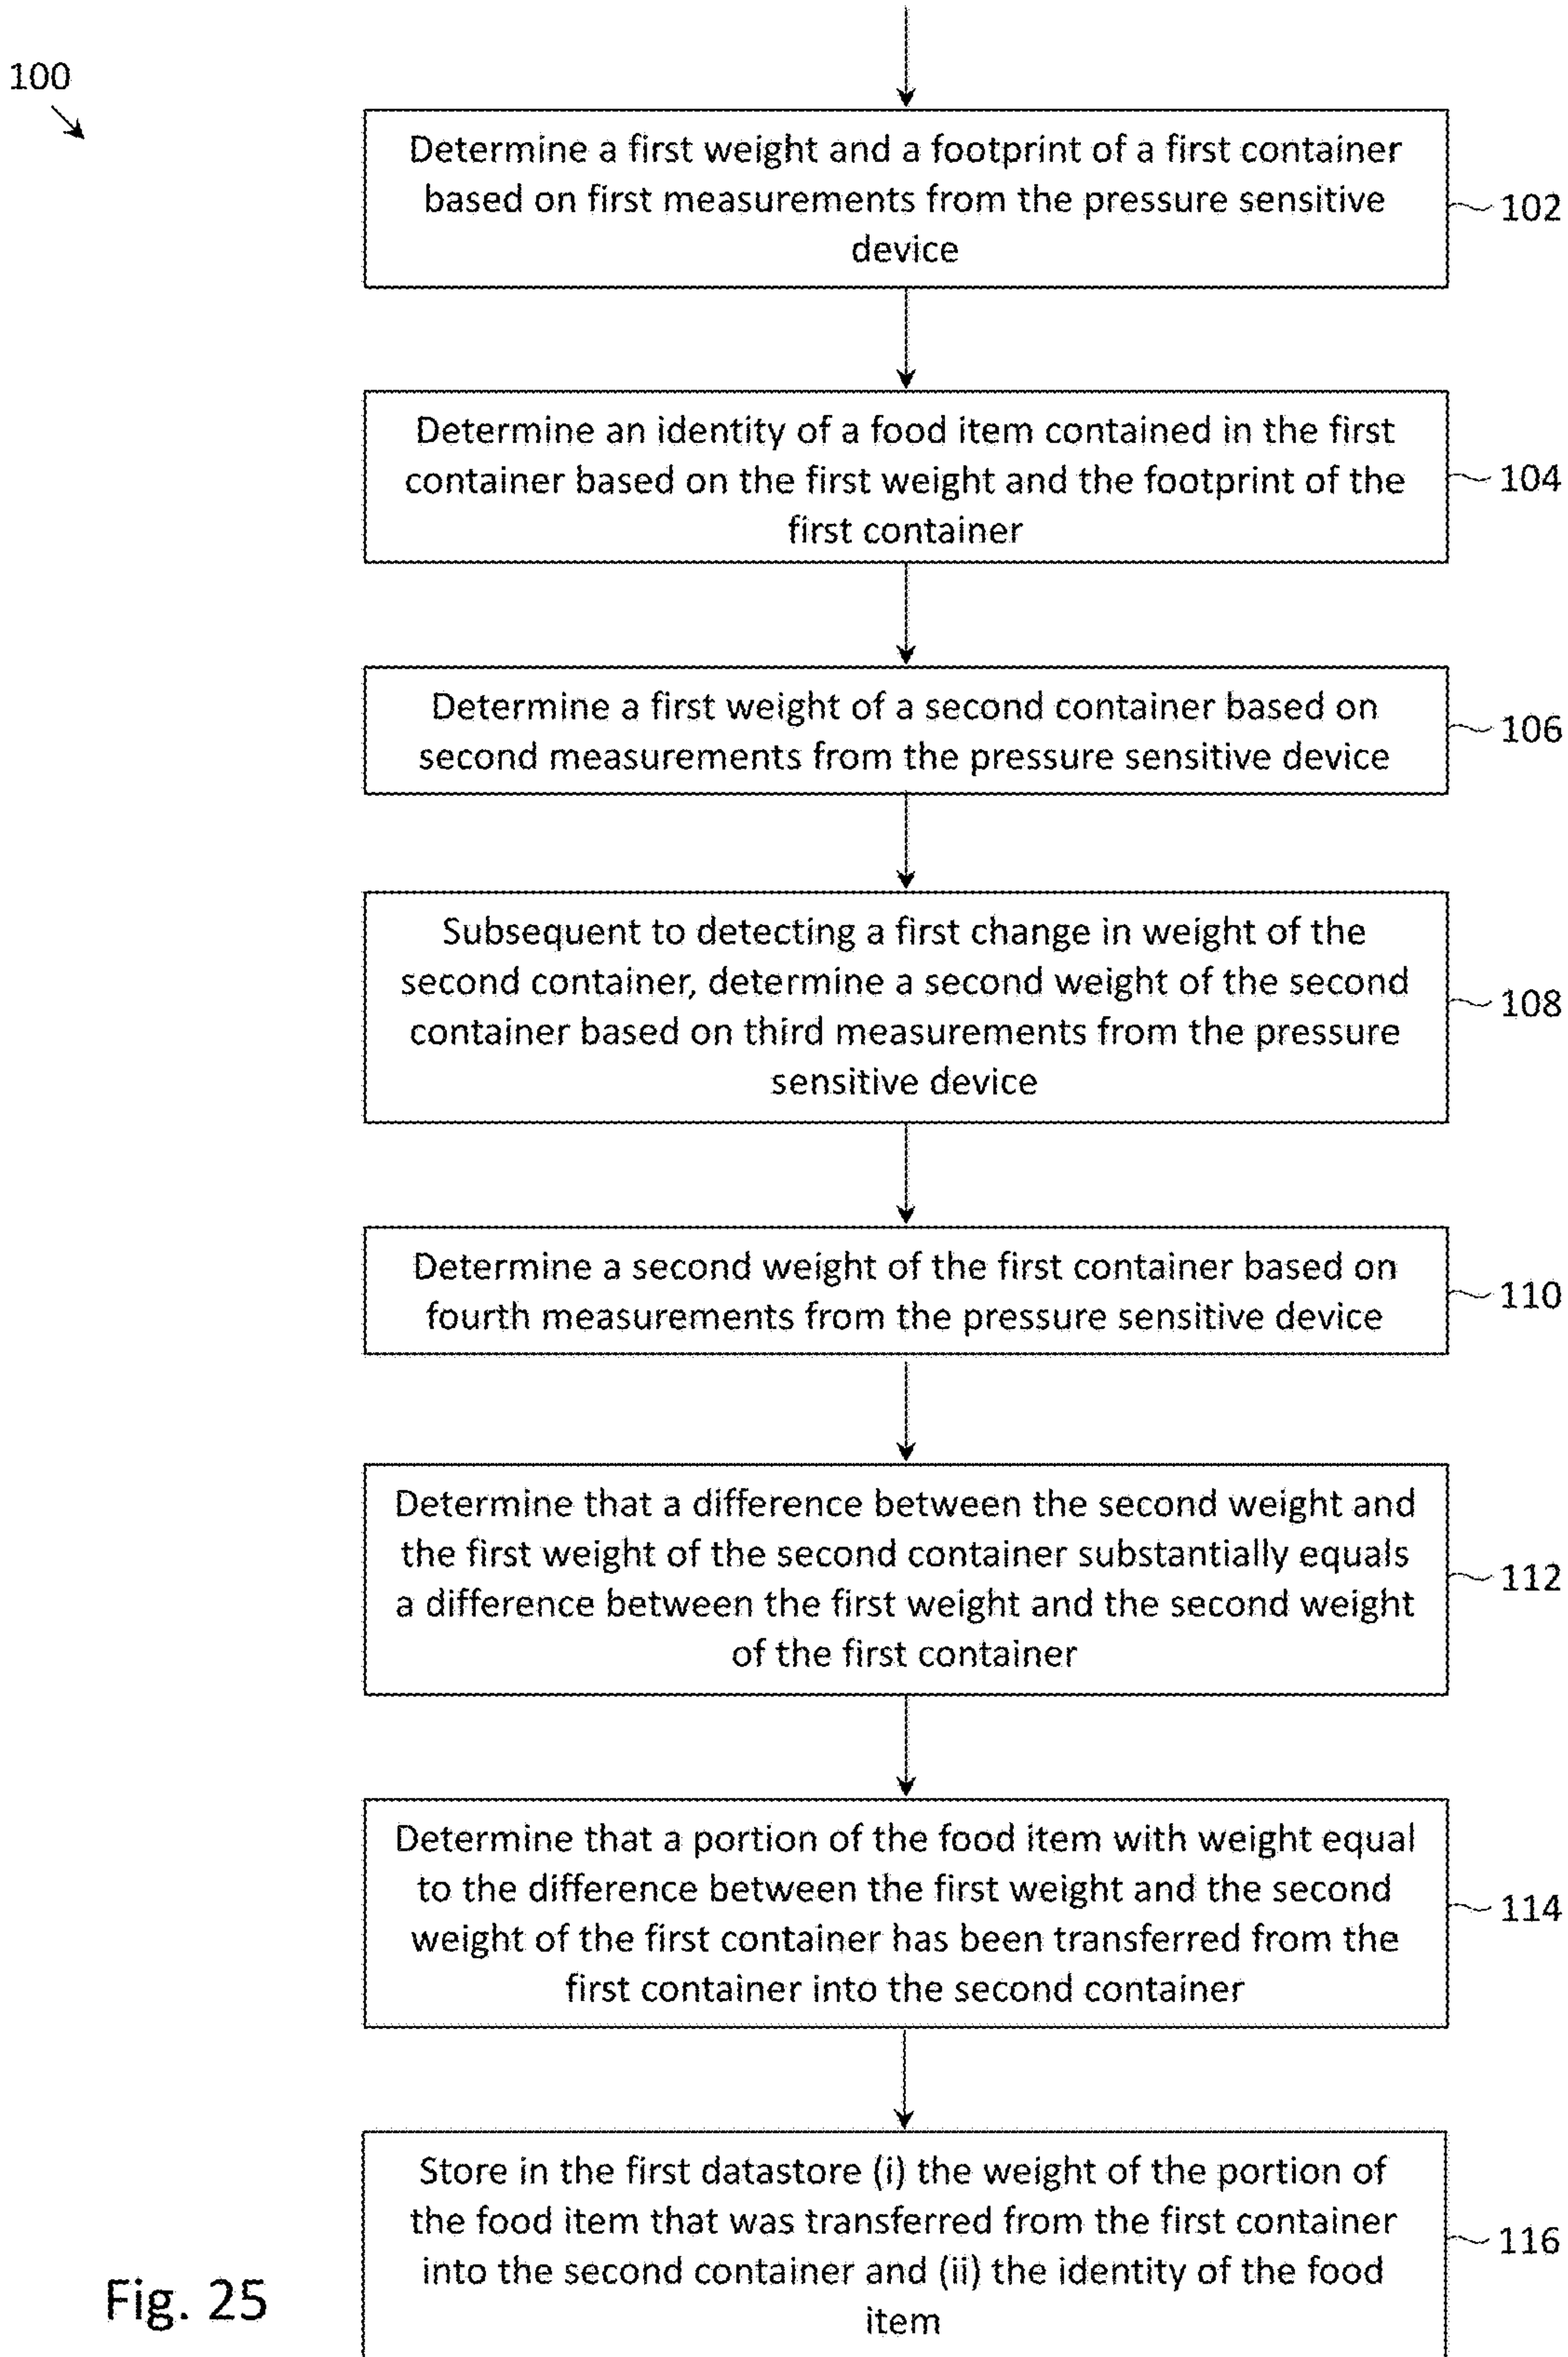 100
Determine a first weight and a footprint of a first container
based on first measurements from the pressure sensitive
device
102
Determine an identity of a food item contained in the first
container based on the first weight and the footprint of the
first container
104
Determine a first weight of a second container based on
second measurements from the pressure sensitive device
106
Subsequent to detecting a first change in weight of the
second container, determine a second weight of the second
container based on third measurements from the pressure
sensitive device
108
Determine a second weight of the first container based on
fourth measurements from the pressure sensitive device
110
Determine that a difference between the second weight and
the first weight of the second container substantially equals
a difference between the first weight and the second weight
of the first container
112
Determine that a portion of the food item with weight equal
to the difference between the first weight and the second
weight of the first container has been transferred from the
first container into the second container
114
Store in the first datastore (i) the weight of the portion of
the food item that was transferred from the first container
into the second container and (ii) the identity of the food
item
116
Fig. 25